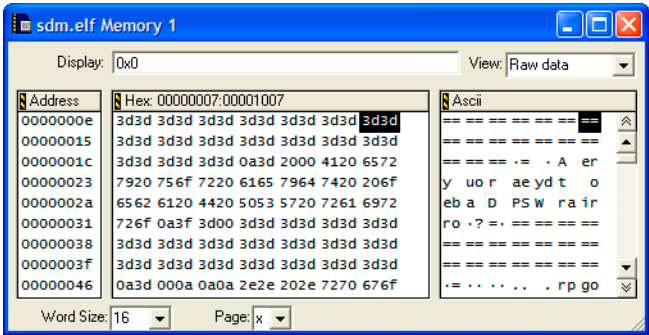 sdm.elf Memory 1
Display: 0x0 View: Raw data
Address Hex: 00000007:00001007 Ascii
0000000e 3d3d 3d3d 3d3d 3d3d 3d3d 3d3d 3d3d == == == == == == ==
00000015 3d3d 3d3d 3d3d 3d3d 3d3d 3d3d 3d3d == == == == == == ==
0000001c 3d3d 3d3d 3d3d 0a3d 2000 4120 6572 == == == ·= · A er
00000023 7920 756f 7220 6165 7964 7420 206f y uo r ae yd t o
0000002a 6562 6120 4420 5053 5720 7261 6972 eb a D PS W ra ir
00000031 726f 0a3f 3d00 3d3d 3d3d 3d3d 3d3d ro ·? =· == == == ==
00000038 3d3d 3d3d 3d3d 3d3d 3d3d 3d3d 3d3d == == == == == == ==
0000003f 3d3d 3d3d 3d3d 3d3d 3d3d 3d3d 3d3d == == == == == == ==
00000046 0a3d 000a 0a0a 2e2e 202e 7270 676f ·= ·· ·· .. . rp go
Word Size: 16 Page: x